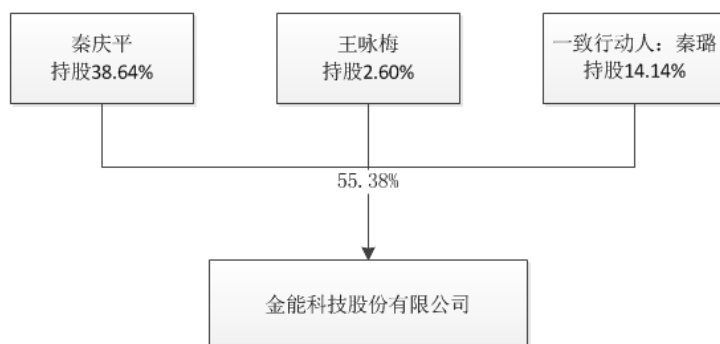 秦庆平
持股38.64%
王咏梅
持股2.60%
一致行动人：秦璐
持股14.14%
55.38%
金能科技股份有限公司